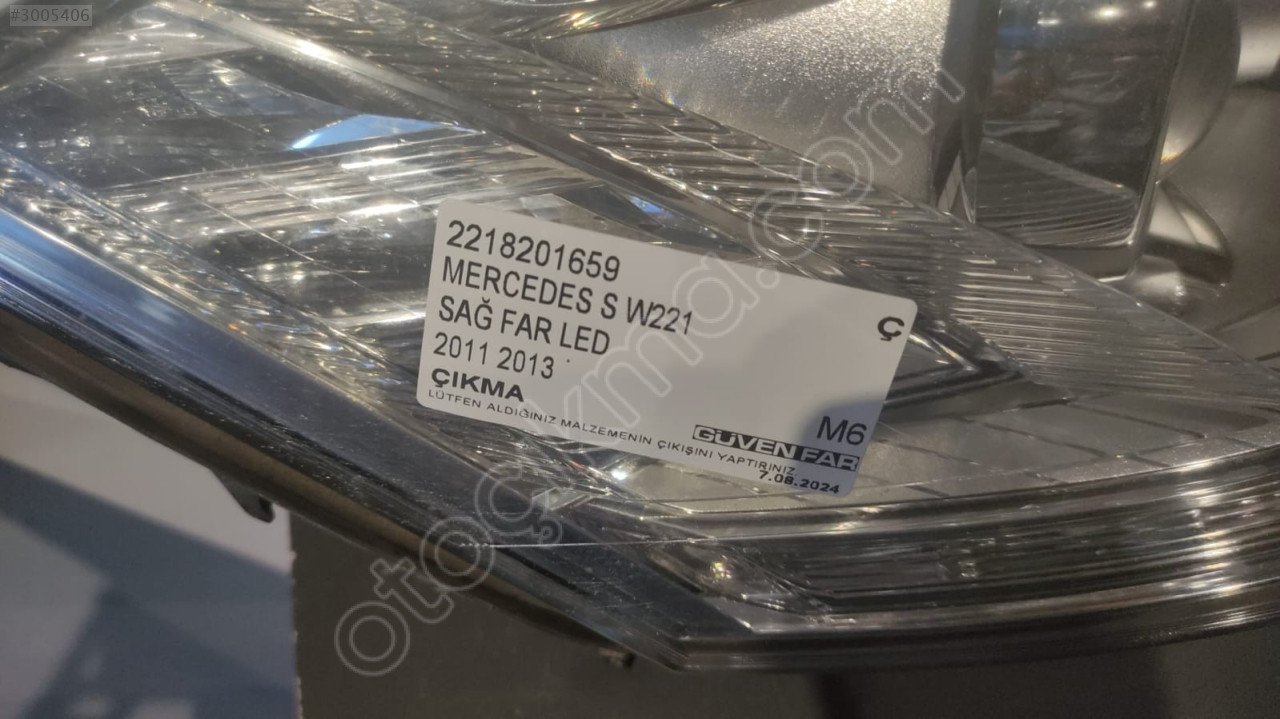 #3005406
2218201659
MERCEDES S W221
SAĞ FAR LED
2011 2013
ÇIKMA
Ç
M6
LÜTFEN ALDIĞINIZ MALZEMENİN ÇIKIŞINI YAPTIRINIZ
GÜVEN FAR
7.08.2024
otocikma.com